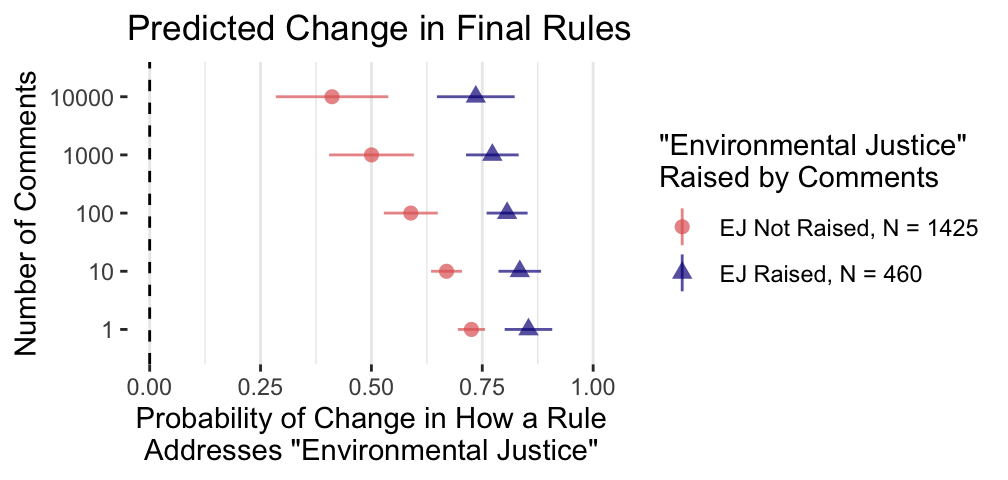 Predicted Change in Final Rules
Number of Comments
10000
1000
100
10
1
0.00 0.25 0.50 0.75 1.00
Probability of Change in How a Rule
Addresses "Environmental Justice"
"Environmental Justice"
Raised by Comments
EJ Not Raised, N = 1425
EJ Raised, N = 460